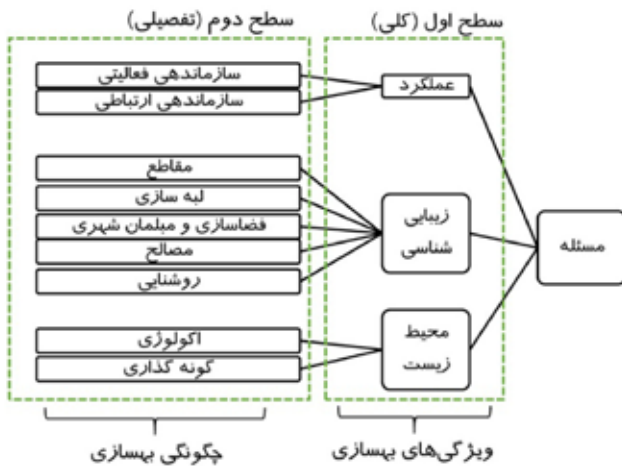 سطح اول (کلی)
سطح دوم (تفصیلی)
مسئله
عملکرد
زیبایی
شناسی
محیط
زیست
سازماندهی فعالیتی
سازماندهی ارتباطی
مقاطع
لبه سازی
فضاسازی و مبلمان شهری
مصالح
روشنایی
اکولوژی
گونه گذاری
ویژگی‌های بهسازی
چگونگی بهسازی